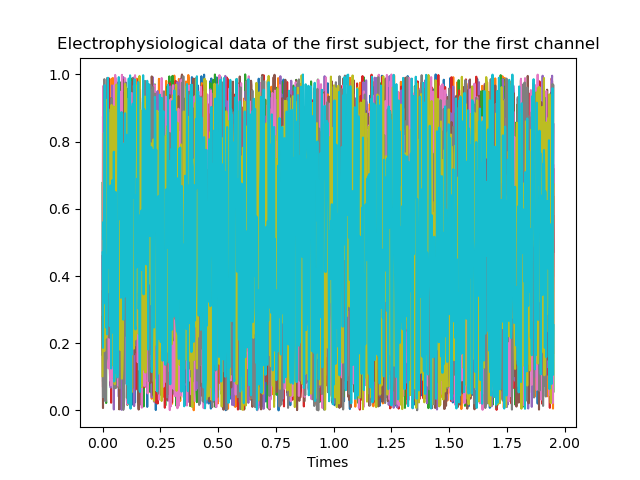 Electrophysiological data of the first subject, for the first channel
1.0
0.8
0.6
0.4
0.2
0.0
0.00 0.25 0.50 0.75 1.00 1.25 1.50 1.75 2.00
Times